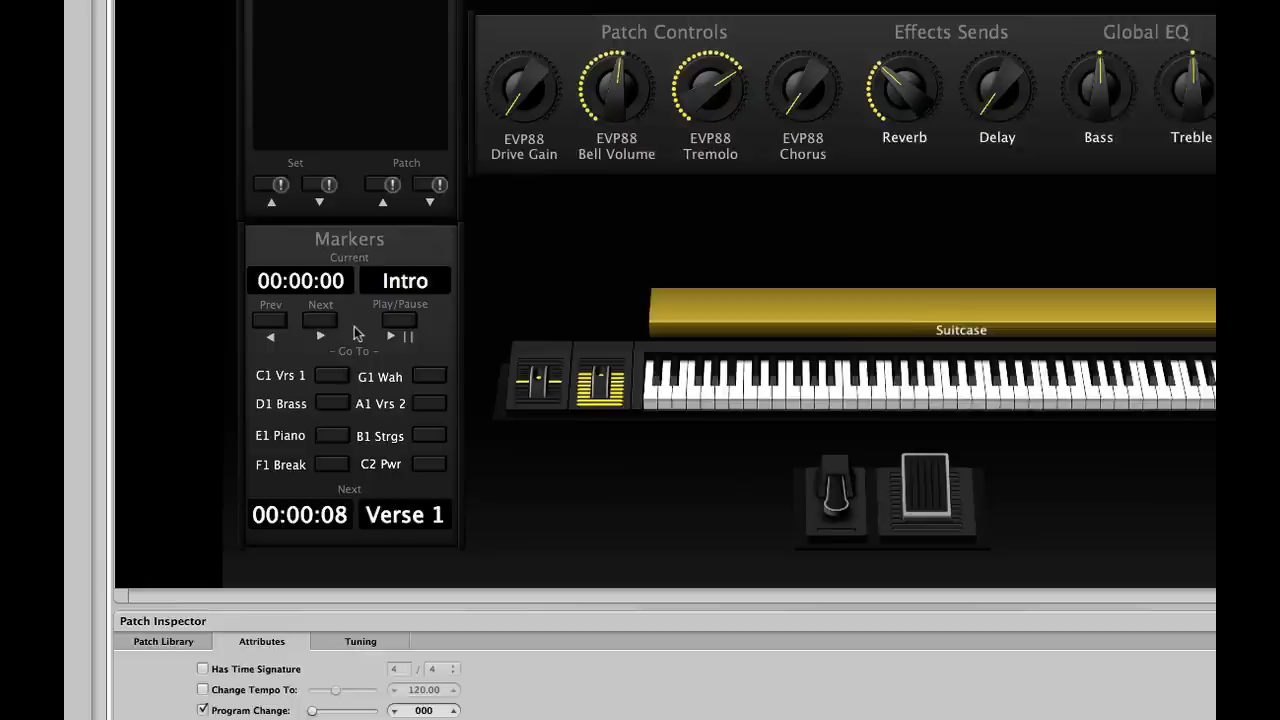 Patch Controls
Effects Sends
Global EQ
EVP88 Drive Gain
EVP88 Bell Volume
EVP88 Tremolo
EVP88 Chorus
Reverb
Delay
Bass
Treble
Set
Patch
Markers
Current
00:00:00
Intro
Prev
Next
Play/Pause
- Go To -
C1 Vrs 1
G1 Wah
D1 Brass
A1 Vrs 2
E1 Piano
B1 Strgs
F1 Break
C2 Pwr
Next
00:00:08
Verse 1
Suitcase
Patch Inspector
Patch Library
Attributes
Tuning
Has Time Signature
4 / 4
Change Tempo To:
120.00
Program Change:
000